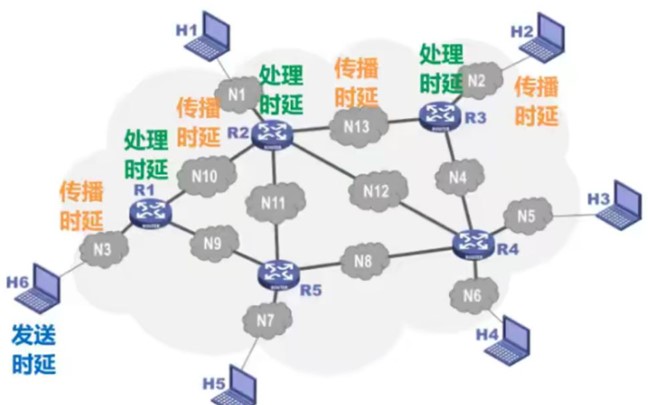 H1
H2
处理
时延
传播
时延
处理
时延
N2
传播
时延
N1
传播
时延
R2
N13
R3
处理
时延
N10
N12
N4
传播
时延
R1
N11
N5
H3
N3
N9
N8
R4
H6
R5
N6
发送
时延
N7
H4
H5